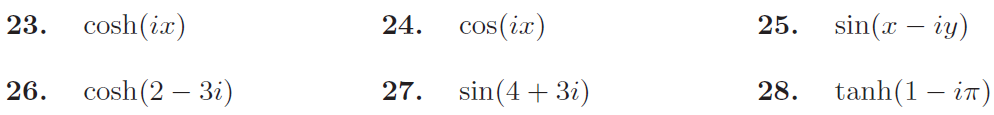 23. cosh(ix) 24. cos(ix) 25. sin(x − iy)
26. cosh(2 − 3i) 27. sin(4 + 3i) 28. tanh(1 − iπ)